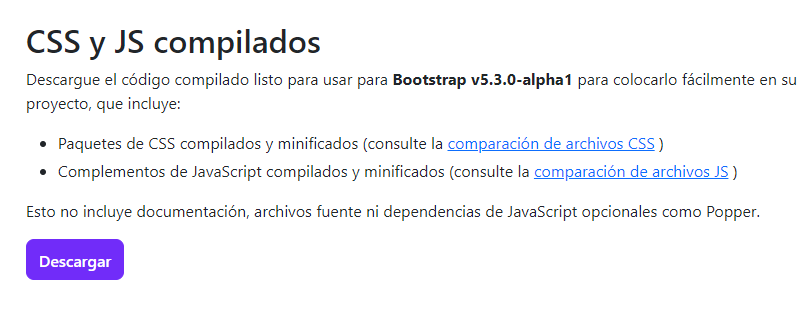 CSS y JS compilados
Descargue el código compilado listo para usar para Bootstrap v5.3.0-alpha1 para colocarlo fácilmente en su
proyecto, que incluye:
• Paquetes de CSS compilados y minificados (consulte la comparación de archivos CSS )
• Complementos de JavaScript compilados y minificados (consulte la comparación de archivos JS )
Esto no incluye documentación, archivos fuente ni dependencias de JavaScript opcionales como Popper.
Descargar